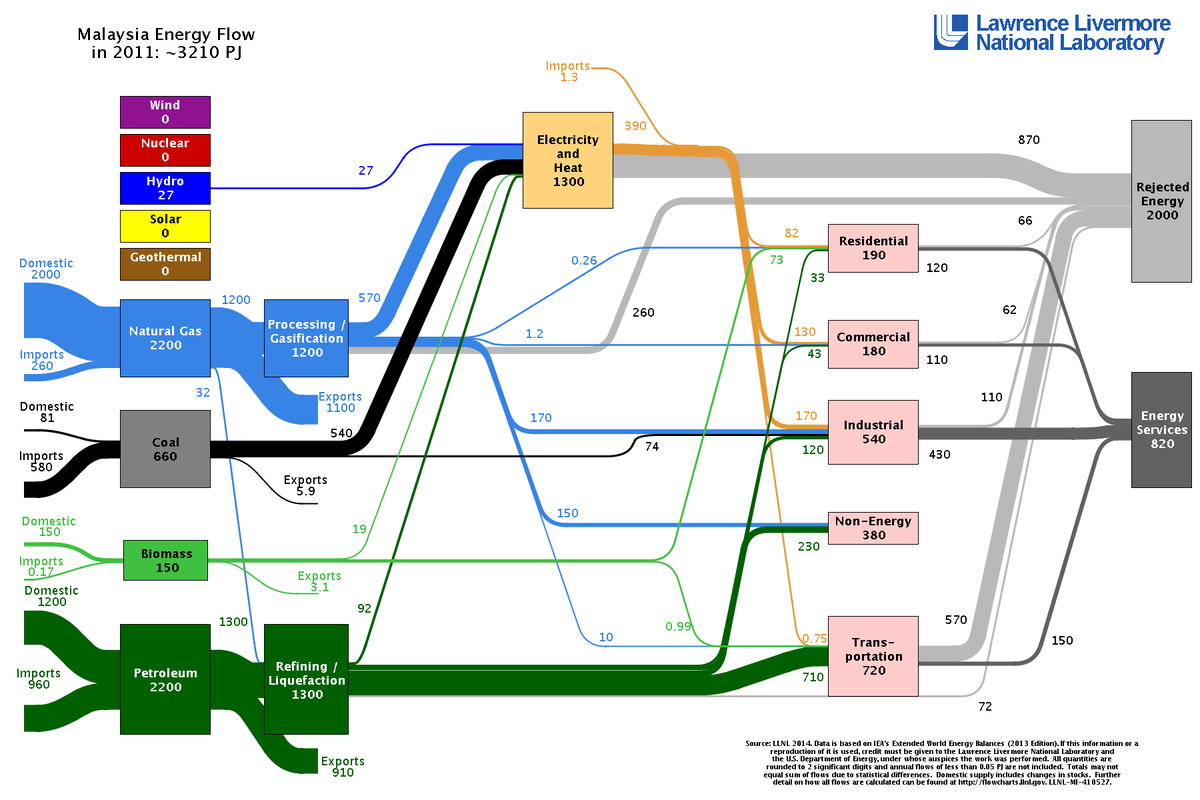 Malaysia Energy Flow
in 2011: ~3210 PJ
Lawrence Livermore
National Laboratory
Imports
1.3
Wind
0
Nuclear
0
Hydro
27
Solar
0
Geothermal
0
27
Electricity
and
Heat
1300
390
870
Rejected
Energy
2000
Domestic
2000
Natural Gas
2200
Imports
260
1200
Processing /
Gasification
1200
570
0.26
1.2
260
82
73
33
Residential
190
66
120
32
Exports
1100
130
43
Commercial
180
62
110
Domestic
81
Coal
660
Imports
580
540
Exports
5.9
170
74
170
120
Industrial
540
110
430
Energy
Services
820
Domestic
150
Biomass
150
Imports
0.17
19
Exports
3.1
150
Non-Energy
380
230
Domestic
1200
1300
92
0.99
10
0.75
Trans-
portation
720
710
570
150
Imports
960
Petroleum
2200
Refining /
Liquefaction
1300
72
Exports
910
Source: LLNL 2014. Data is based on IEA's Extended World Energy Balances (2013 Edition). If this information or a
reproduction of it is used, credit must be given to the Lawrence Livermore National Laboratory and
the U.S. Department of Energy, under whose auspices the work was performed. All quantities are
rounded to 2 significant digits and annual flows of less than 0.05 PJ are not included. Totals may not
equal sum of flows due to statistical differences. Domestic supply includes changes in stocks. Further
detail on how all flows are calculated can be found at http://flowcharts.llnl.gov. LLNL-MI-410527.